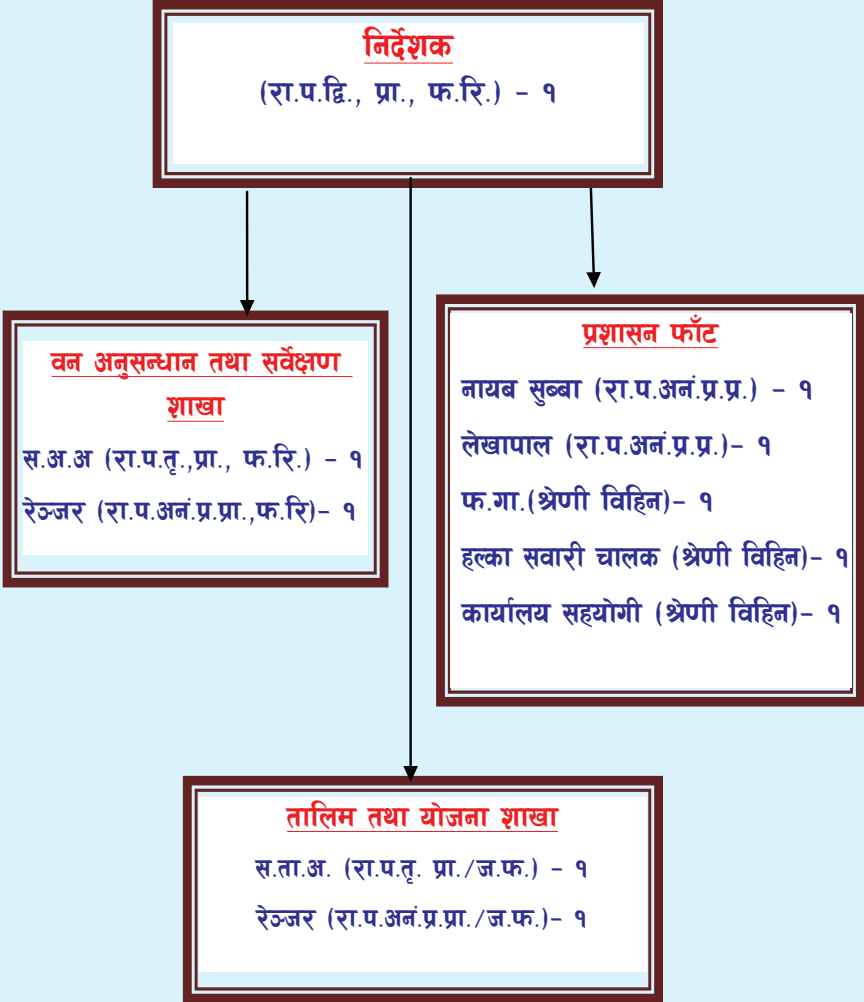 निर्देशक
(रा.प.द्वि., प्रा., फ.रि.) - १
वन अनुसन्धान तथा सर्वेक्षण
शाखा
स.अ.अ (रा.प.तृ.,प्रा., फ.रि.) - १
रेञ्जर (रा.प.अनं.प्र.प्रा.,फ.रि)- १
प्रशासन फाँट
नायब सुब्बा (रा.प.अनं.प्र.प्र.) - १
लेखापाल (रा.प.अनं.प्र.प्र.)- १
फ.गा.(श्रेणी विहिन)- १
हल्का सवारी चालक (श्रेणी विहिन)- १
कार्यालय सहयोगी (श्रेणी विहिन)- १
तालिम तथा योजना शाखा
स.ता.अ. (रा.प.तृ. प्रा./ज.फ.) - १
रेञ्जर (रा.प.अनं.प्र.प्रा./ज.फ.)- १